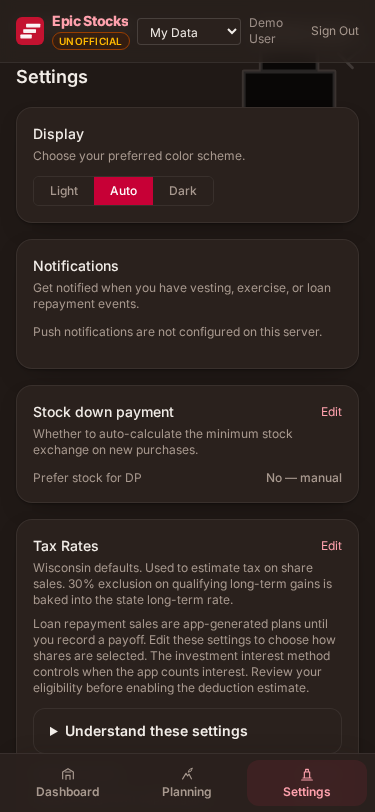 Epic Stocks
UNOFFICIAL
My Data
Demo
User
Sign Out
Settings
Display
Choose your preferred color scheme.
Light
Auto
Dark
Notifications
Get notified when you have vesting, exercise, or loan
repayment events.
Push notifications are not configured on this server.
Stock down payment
Edit
Whether to auto-calculate the minimum stock
exchange on new purchases.
Prefer stock for DP
No — manual
Tax Rates
Edit
Wisconsin defaults. Used to estimate tax on share
sales. 30% exclusion on qualifying long-term gains is
baked into the state long-term rate.
Loan repayment sales are app-generated plans until
you record a payoff. Edit these settings to choose how
shares are selected. The investment interest method
controls when the app counts interest. Review your
eligibility before enabling the deduction estimate.
Understand these settings
Dashboard
Planning
Settings